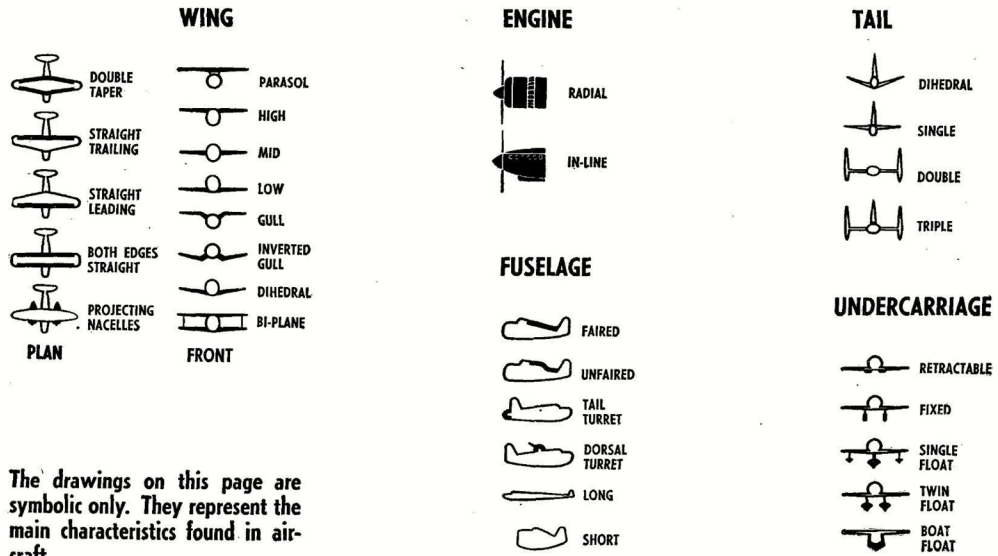 WING
DOUBLE
TAPER
STRAIGHT
TRAILING
STRAIGHT
LEADING
BOTH EDGES
STRAIGHT
PROJECTING
NACELLES
PLAN
PARASOL
HIGH
MID
LOW
GULL
INVERTED
GULL
DIHEDRAL
BI-PLANE
FRONT
The drawings on this page are
symbolic only. They represent the
main characteristics found in air-
craft
ENGINE
RADIAL
IN-LINE
FUSELAGE
FAIRED
UNFAIRED
TAIL
TURRET
DORSAL
TURRET
LONG
SHORT
TAIL
DIHEDRAL
SINGLE
DOUBLE
TRIPLE
UNDERCARRIAGE
RETRACTABLE
FIXED
SINGLE
FLOAT
TWIN
FLOAT
BOAT
FLOAT